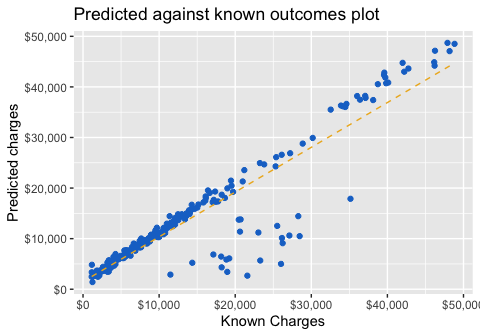 Predicted against known outcomes plot
$50,000
$40,000
$30,000
$20,000
$10,000
$0
Predicted charges
$0 $10,000 $20,000 $30,000 $40,000 $50,000
Known Charges